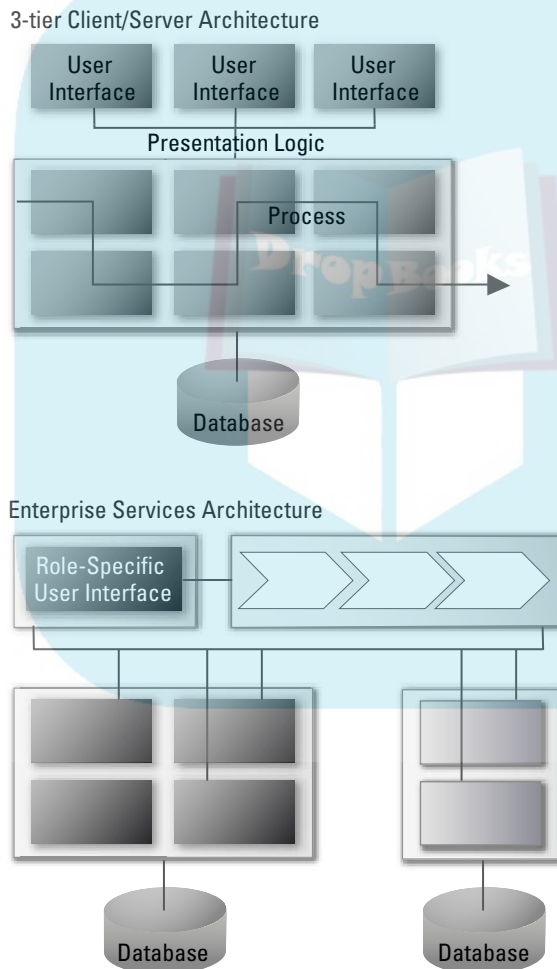 3-tier Client/Server Architecture
User
Interface
User
Interface
User
Interface
Presentation Logic
Process
DropBooks
Database
Enterprise Services Architecture
Role-Specific
User Interface
Database
Database